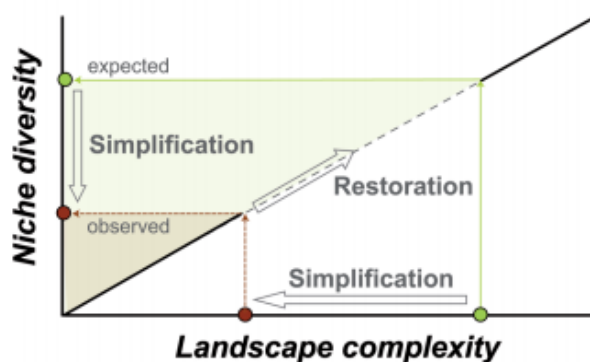 Niche diversity
expected
Simplification
Restoration
observed
Simplification
Landscape complexity